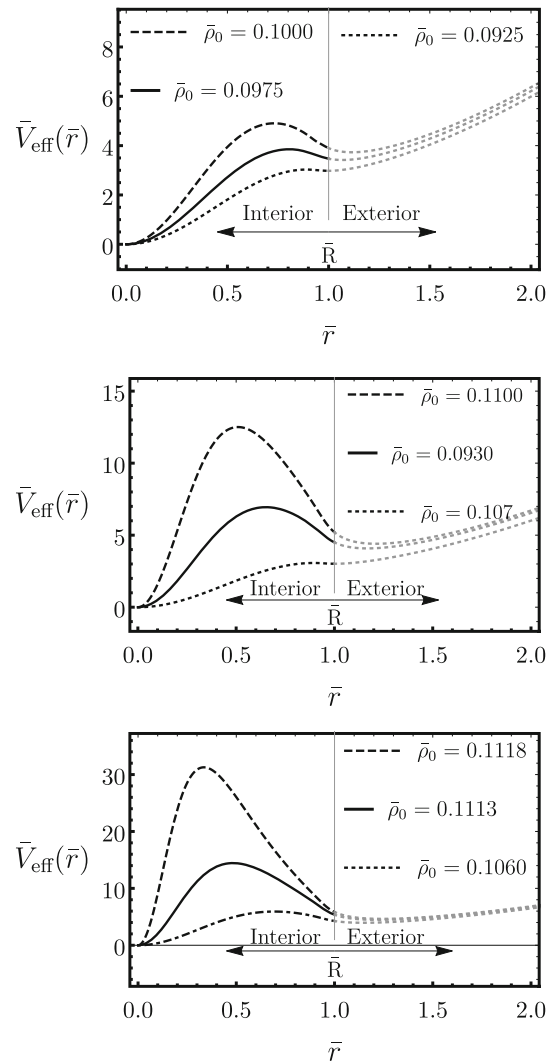 8
6
4
2
0
V̄eff(r̄)
ρ̄₀ = 0.1000
ρ̄₀ = 0.0925
ρ̄₀ = 0.0975
Interior Exterior
R̄
0.0 0.5 1.0 1.5 2.0
r̄
15
10
5
0
V̄eff(r̄)
ρ̄₀ = 0.1100
ρ̄₀ = 0.0930
ρ̄₀ = 0.107
Interior Exterior
R̄
0.0 0.5 1.0 1.5 2.0
r̄
30
20
10
0
V̄eff(r̄)
ρ̄₀ = 0.1118
ρ̄₀ = 0.1113
ρ̄₀ = 0.1060
Interior Exterior
R̄
0.0 0.5 1.0 1.5 2.0
r̄